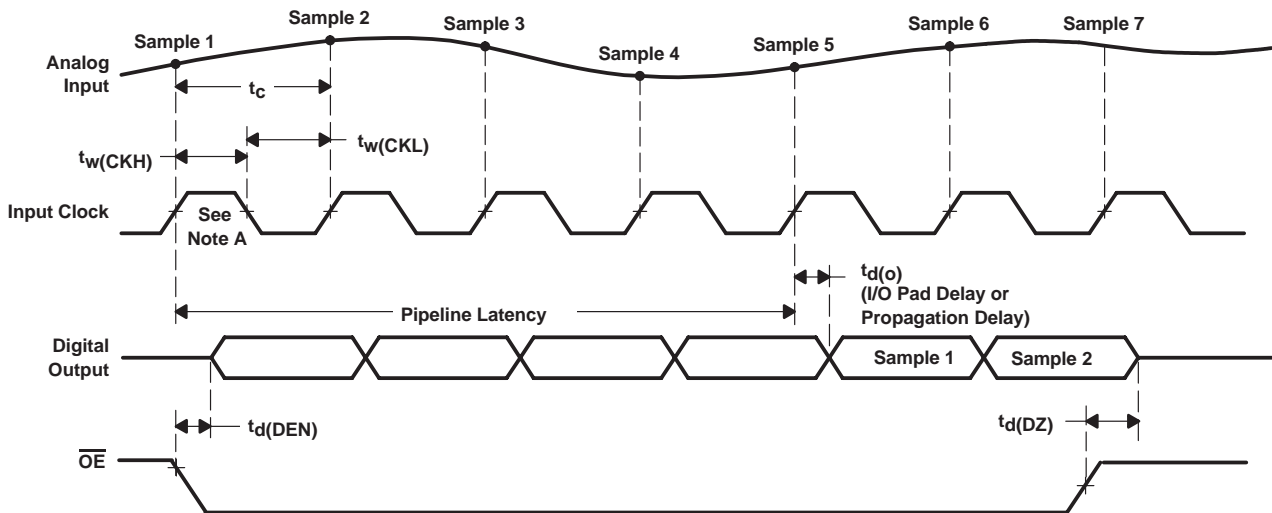 Sample 1
Sample 2
Sample 3
Sample 4
Sample 5
Sample 6
Sample 7
Analog
Input
tc
tw(CKH)
tw(CKL)
Input Clock
See
Note A
td(o)
(I/O Pad Delay or
Propagation Delay)
Pipeline Latency
Digital
Output
Sample 1
Sample 2
td(DEN)
td(DZ)
OE